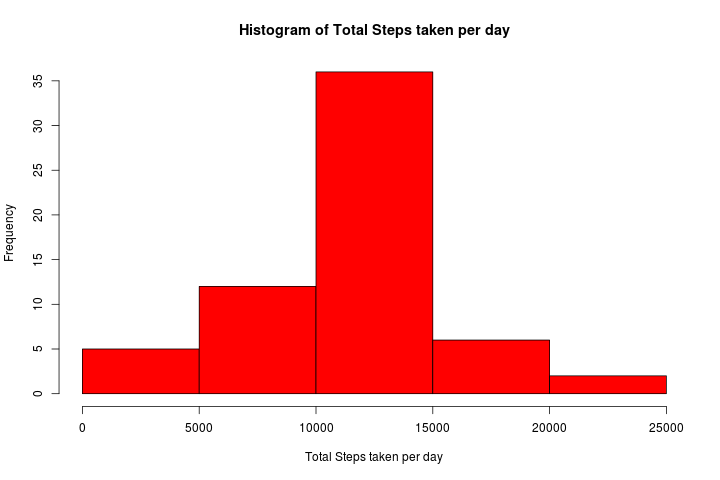 Histogram of Total Steps taken per day
Frequency
35
30
25
20
15
10
5
0
0 5000 10000 15000 20000 25000
Total Steps taken per day